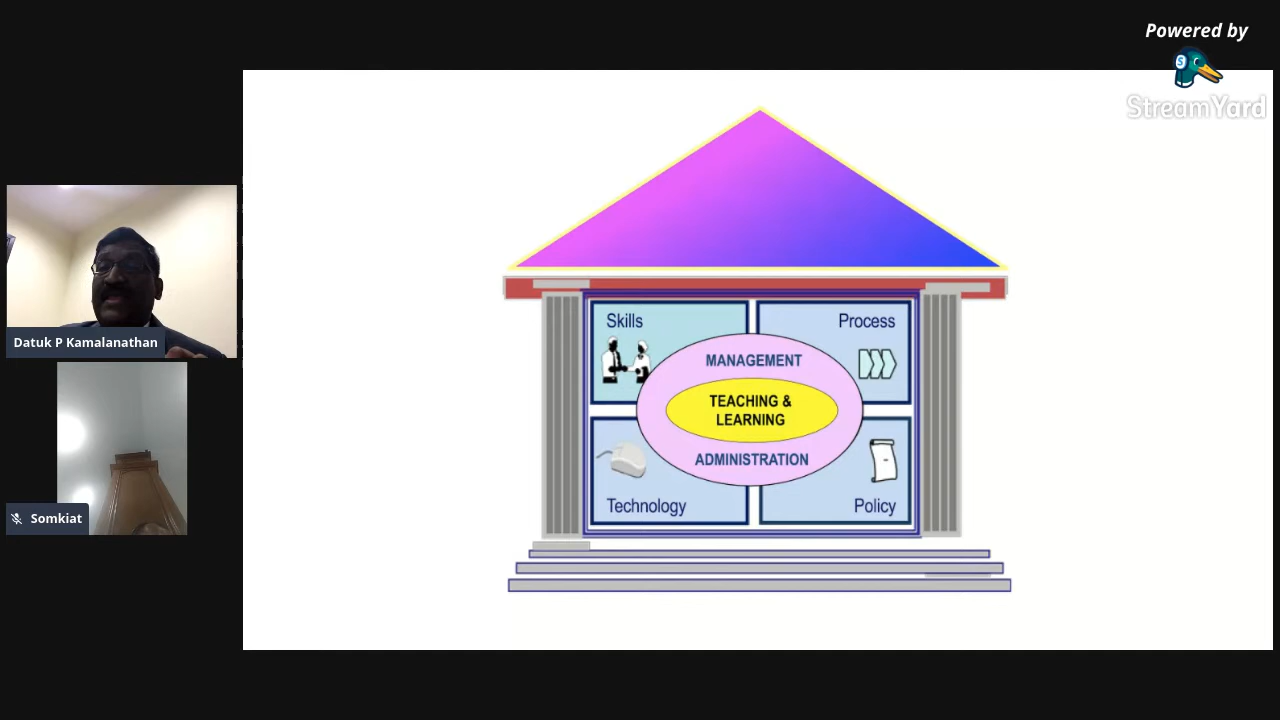 Powered by
S
StreamYard
Skills
Process
MANAGEMENT
TEACHING &
LEARNING
ADMINISTRATION
Technology
Policy
Datuk P Kamalanathan
Somkiat